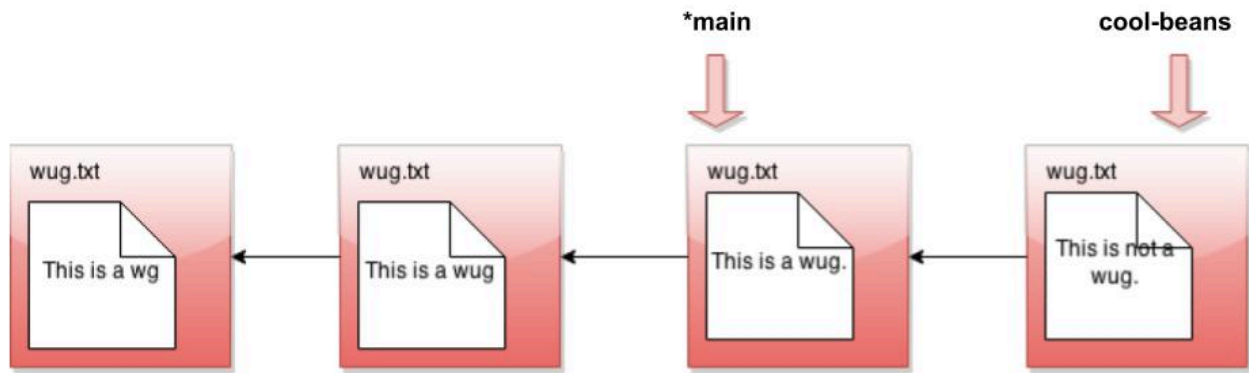 *main
cool-beans
wug.txt
This is a wg
wug.txt
This is a wug
wug.txt
This is a wug.
wug.txt
This is not a
wug.